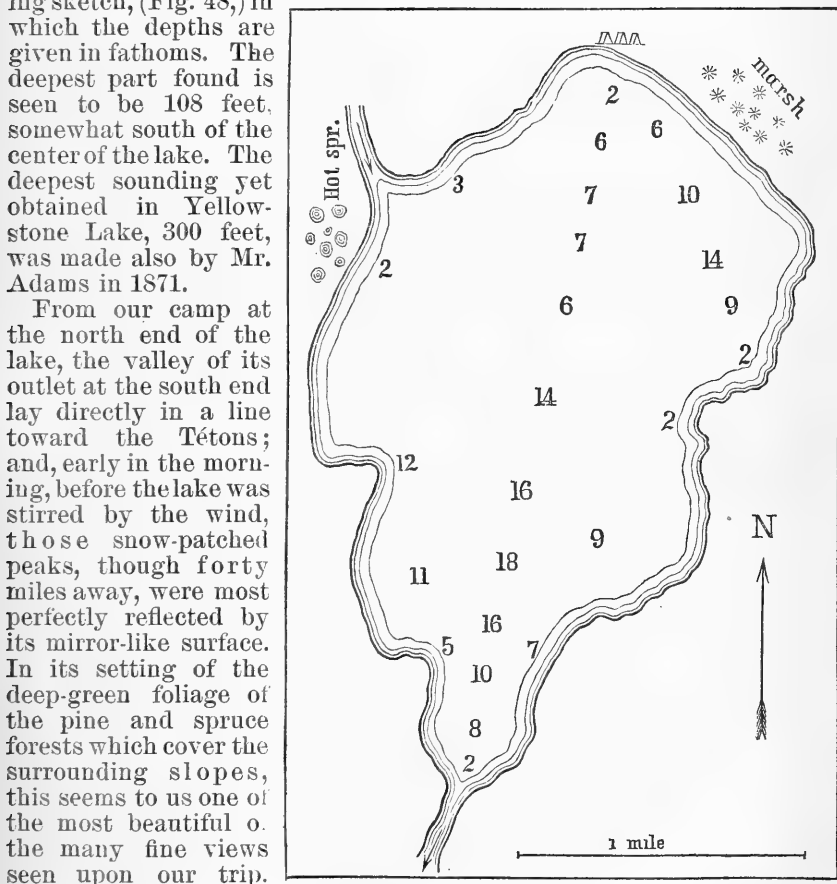 ing sketch, (Fig. 48,) in
which the depths are
given in fathoms. The
deepest part found is
seen to be 108 feet,
somewhat south of the
center of the lake. The
deepest sounding yet
obtained in Yellow-
stone Lake, 300 feet,
was made also by Mr.
Adams in 1871.
From our camp at
the north end of the
lake, the valley of its
outlet at the south end
lay directly in a line
toward the Tétons;
and, early in the morn-
ing, before the lake was
stirred by the wind,
those snow-patched
peaks, though forty
miles away, were most
perfectly reflected by
its mirror-like surface.
In its setting of the
deep-green foliage of
the pine and spruce
forests which cover the
surrounding slopes,
this seems to us one of
the most beautiful o.
the many fine views
seen upon our trip.
marsh
Hot spr.
2
6 6
3 7 10
7
2 14
6 9
2
14
2
12
16
9
18
11
16
5 7
10
8
2
N
1 mile